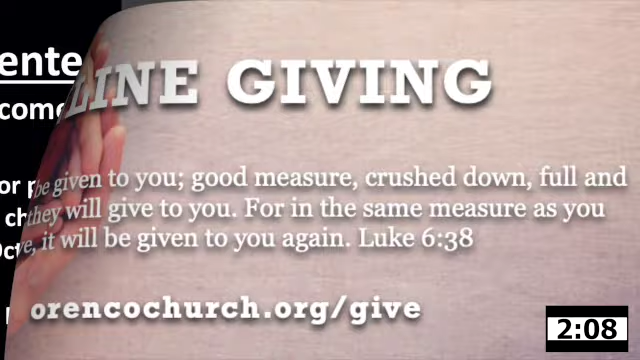 ente
LINE GIVING
come
be given to you; good measure, crushed down, full and
or
they will give to you. For in the same measure as you
ch
it will be given to you again. Luke 6:38
orencochurch.org/give
2:08